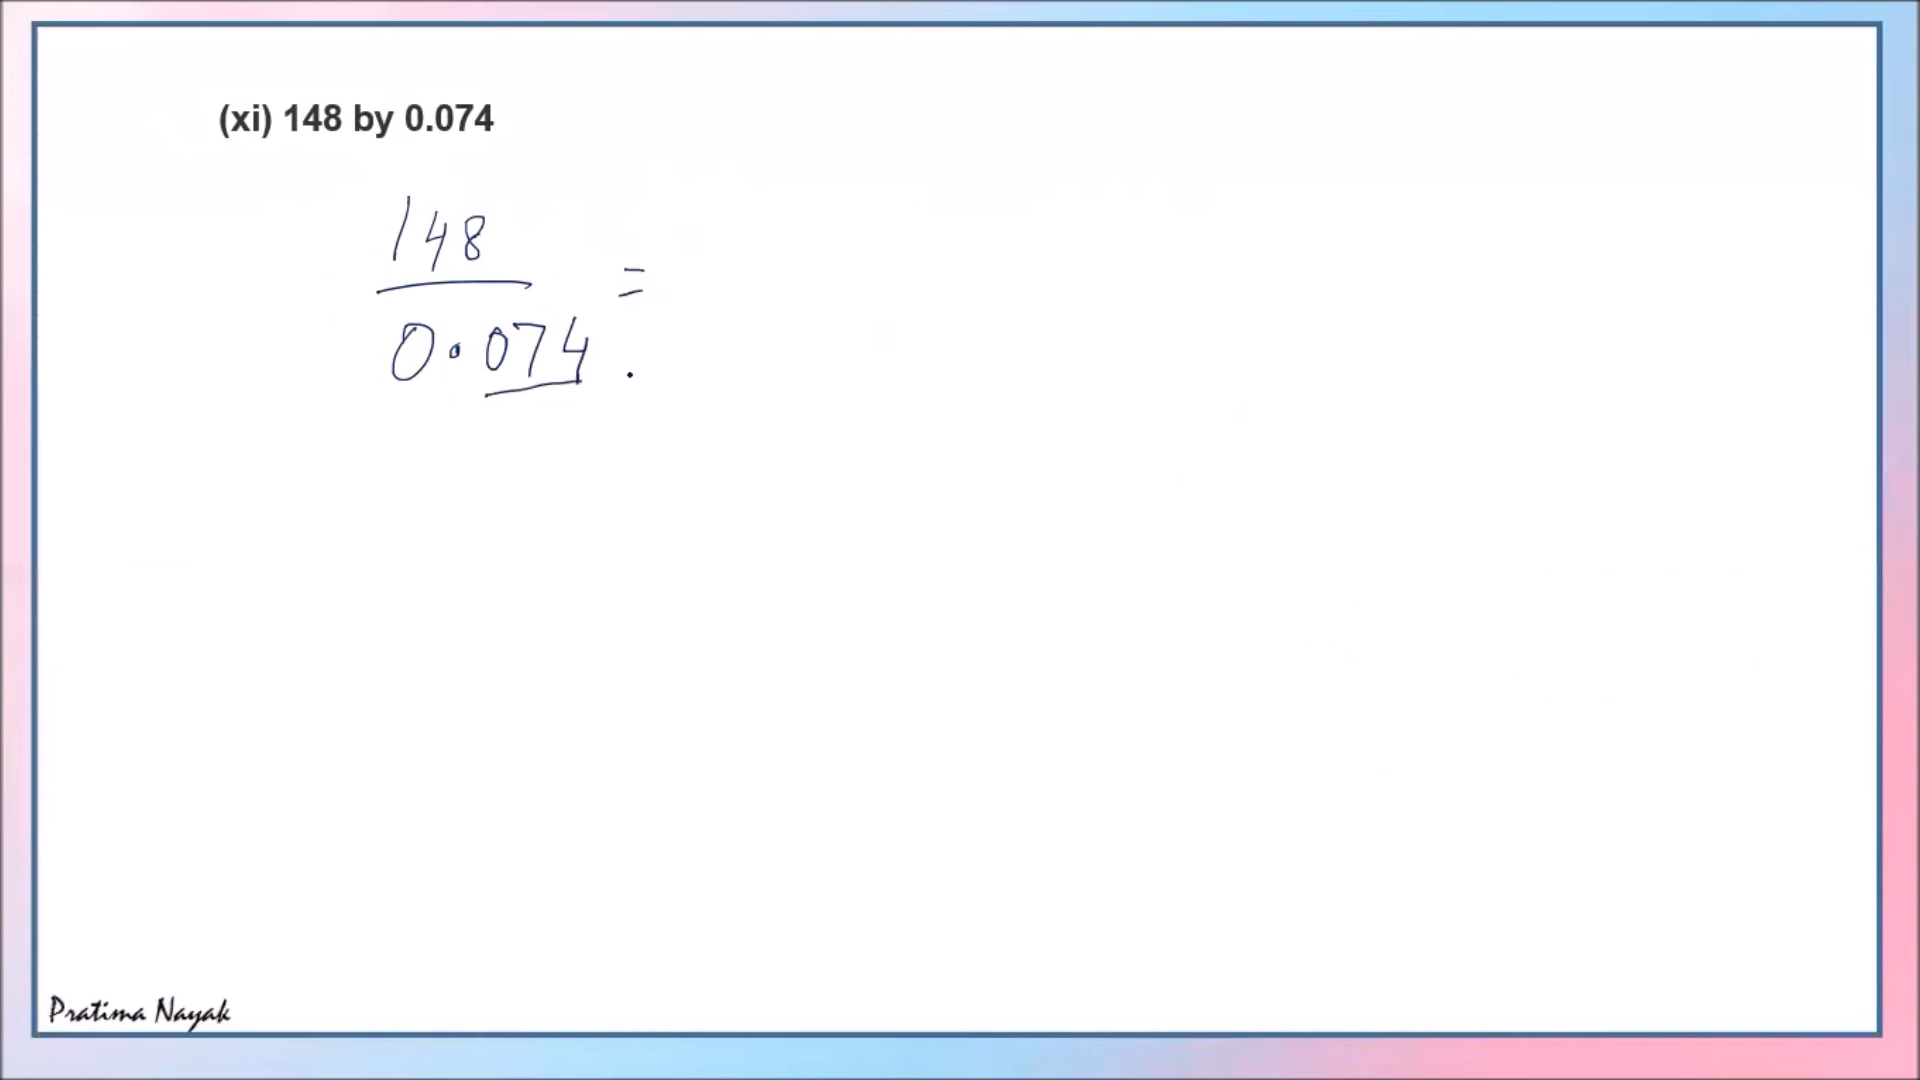 (xi) 148 by 0.074
148
=
0.074 .
Pratima Nayak